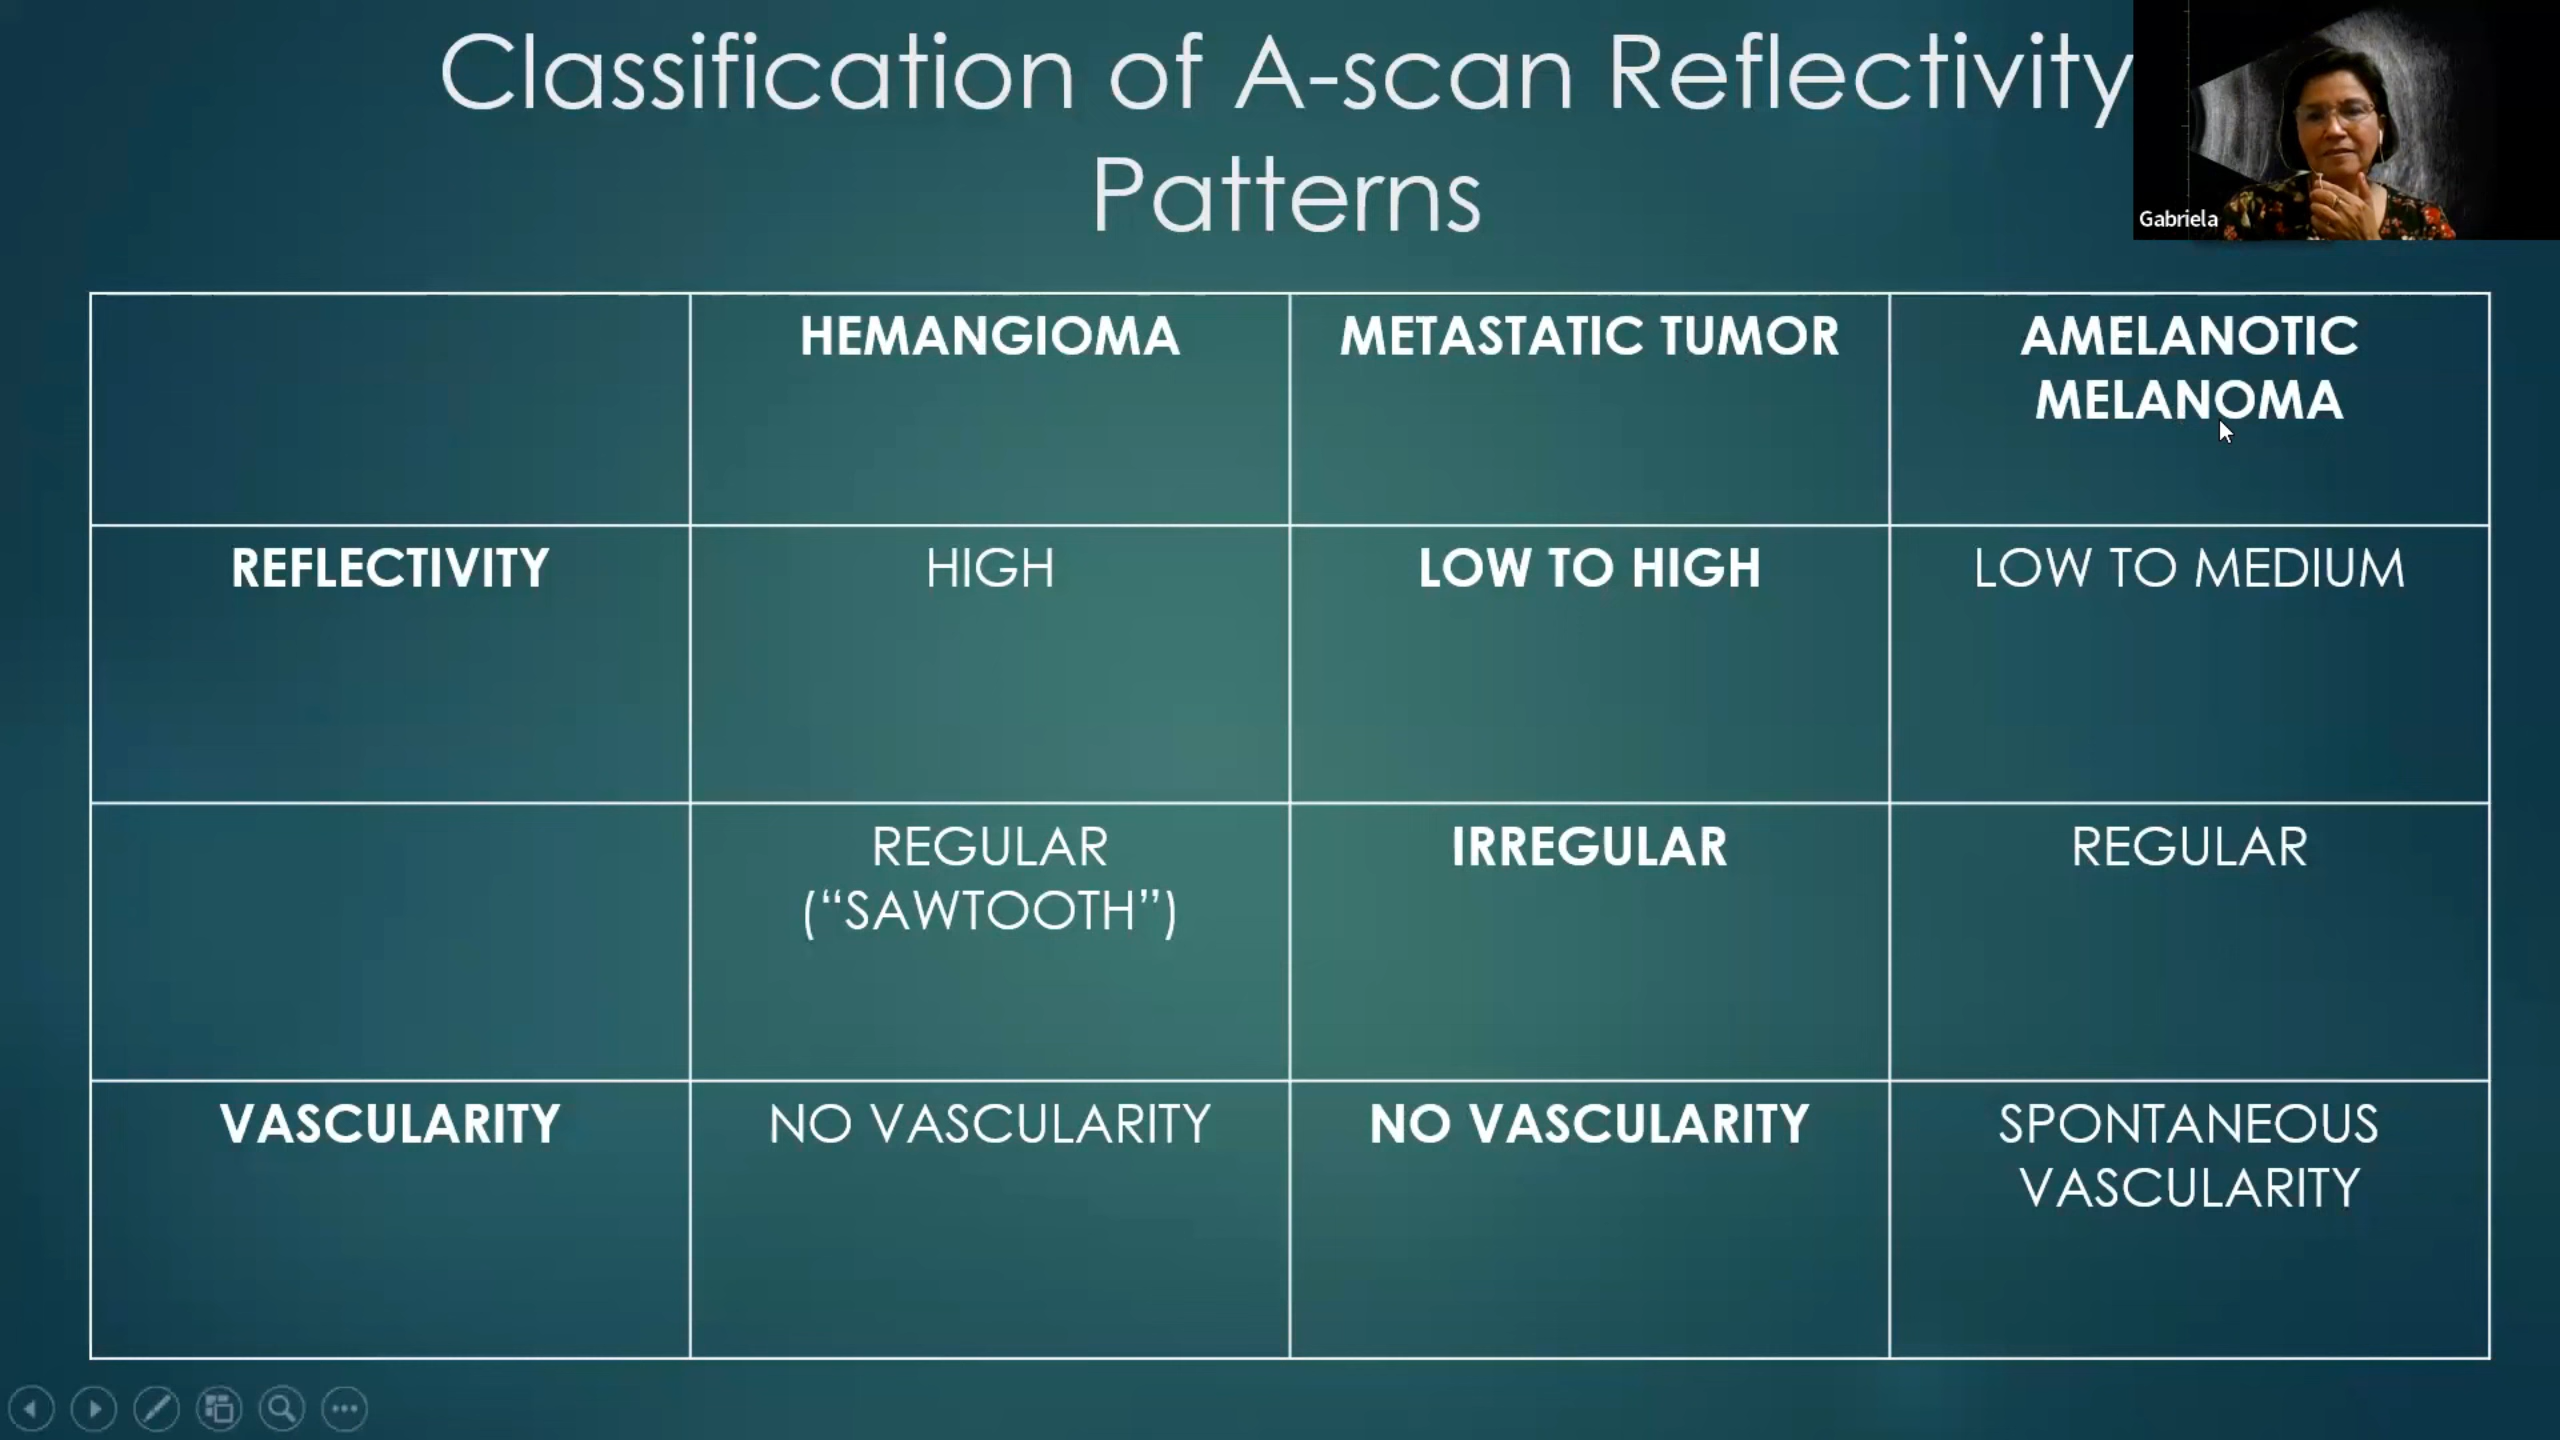 Classification of A-scan Reflectivity
Patterns
Gabriela
HEMANGIOMA
METASTATIC TUMOR
AMELANOTIC
MELANOMA
REFLECTIVITY
HIGH
LOW TO HIGH
LOW TO MEDIUM
REGULAR
(“SAWTOOTH”)
IRREGULAR
REGULAR
VASCULARITY
NO VASCULARITY
NO VASCULARITY
SPONTANEOUS
VASCULARITY